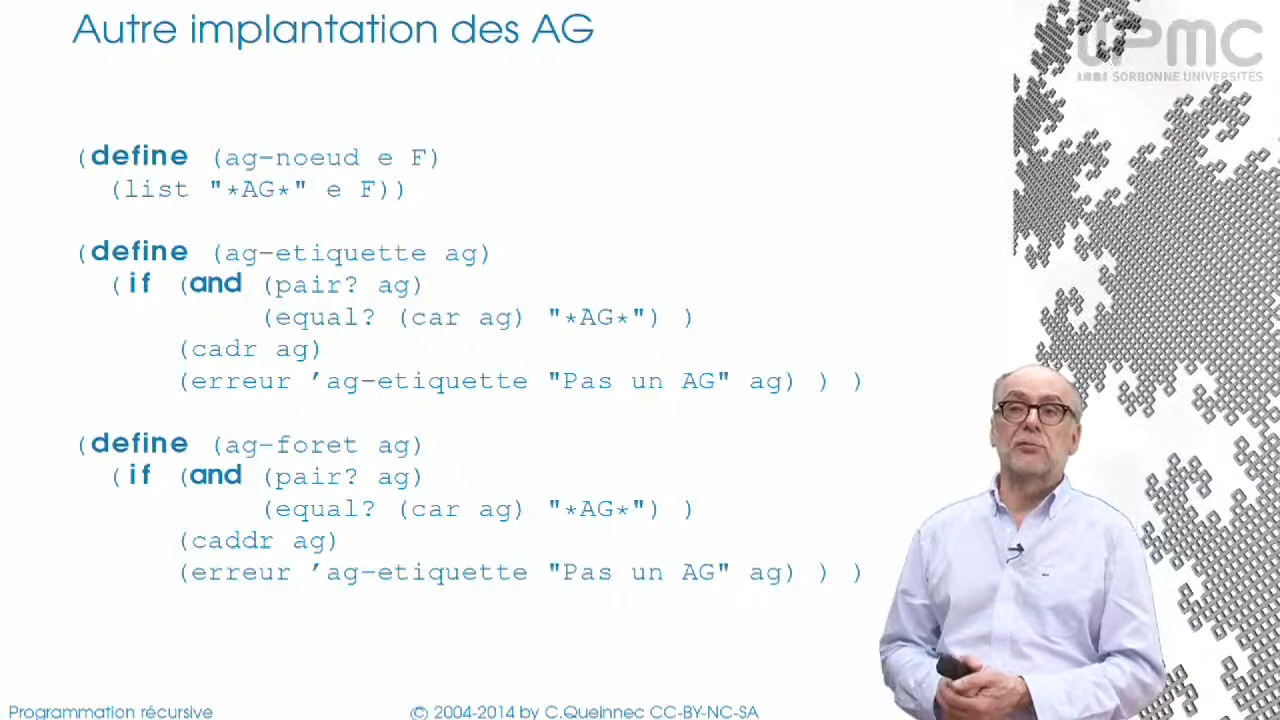 Autre implantation des AG
UPMC
SORBONNE UNIVERSITÉS
(define (ag-noeud e F)
(list "*AG*" e F))
(define (ag-etiquette ag)
(if (and (pair? ag)
(equal? (car ag) "*AG*") )
(cadr ag)
(erreur ’ag-etiquette "Pas un AG" ag) ) )
(define (ag-foret ag)
(if (and (pair? ag)
(equal? (car ag) "*AG*") )
(caddr ag)
(erreur ’ag-etiquette "Pas un AG" ag) ) )
Programmation récursive
© 2004-2014 by C.Queinnec CC-BY-NC-SA